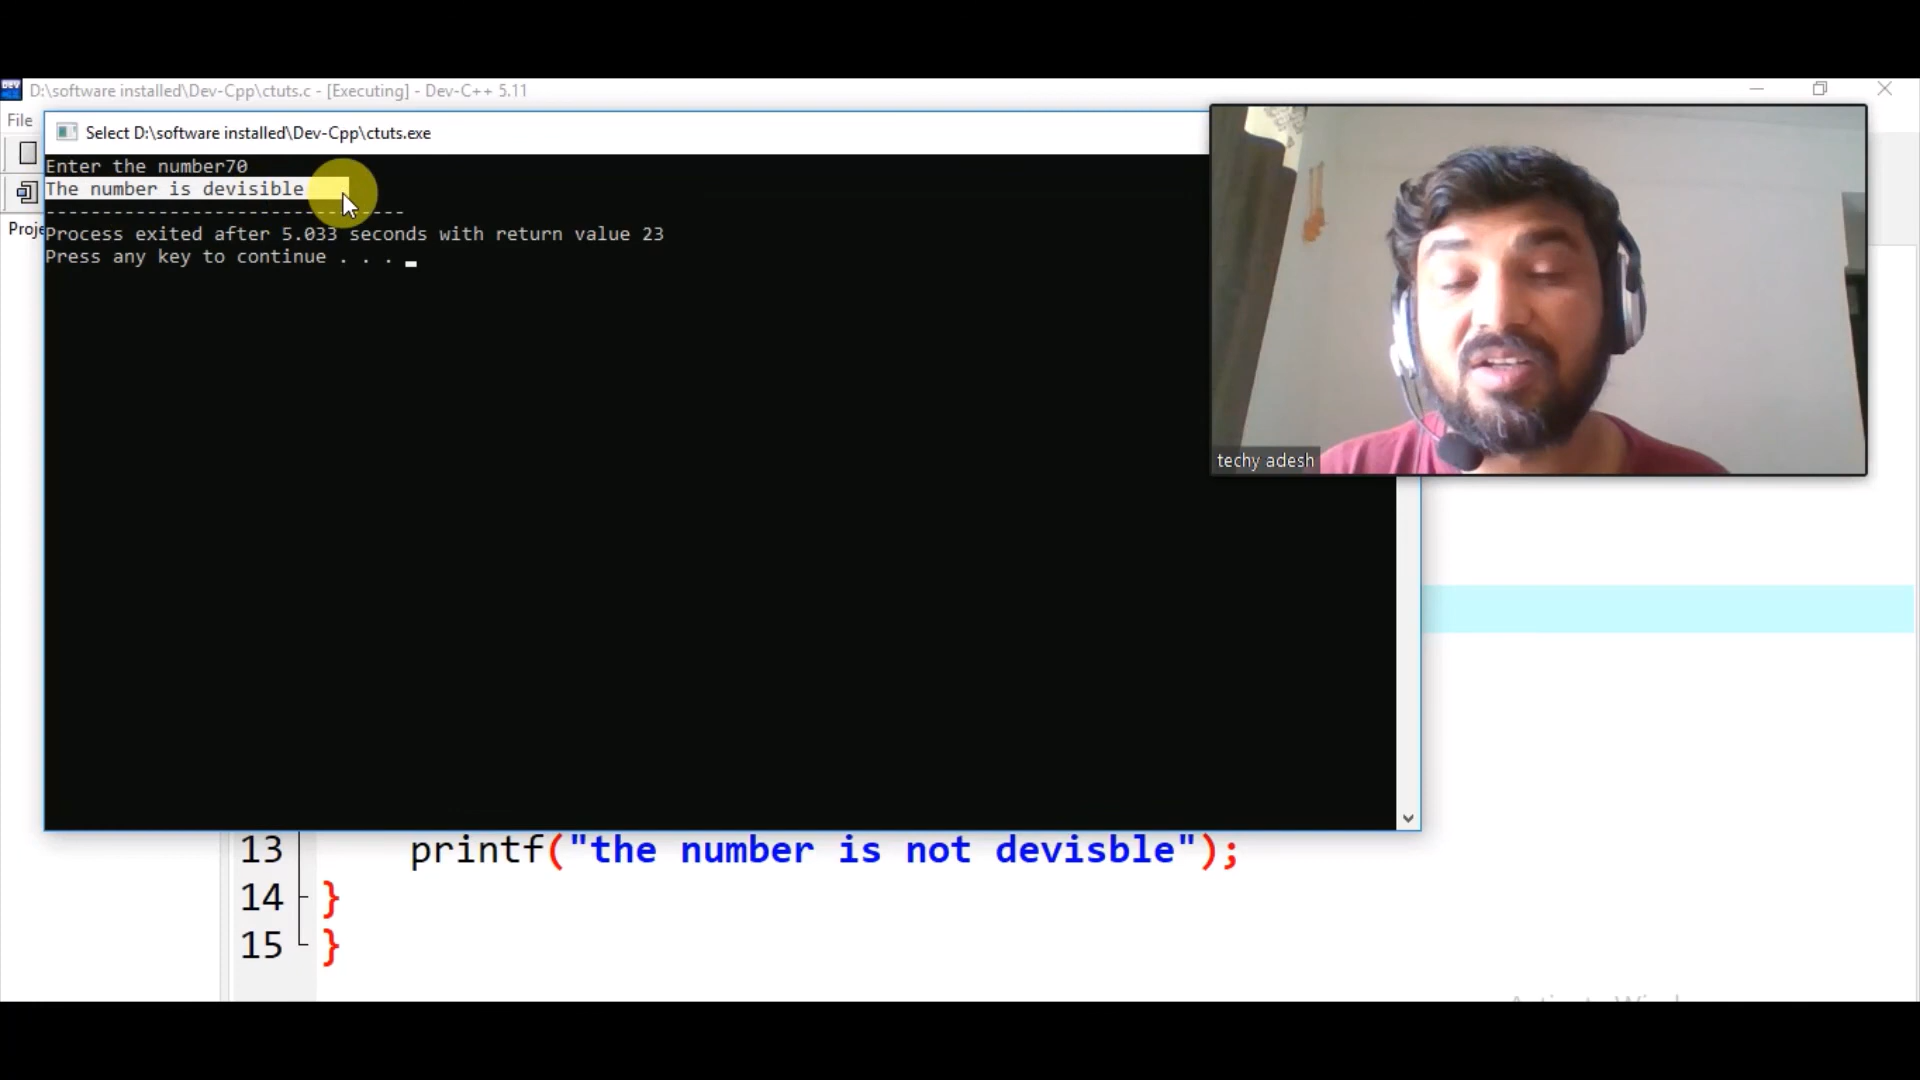 D:\software installed\Dev-Cpp\ctuts.c - [Executing] - Dev-C++ 5.11
File
Select D:\software installed\Dev-Cpp\ctuts.exe
Enter the number70
The number is devisible
--------------------------------
Process exited after 5.033 seconds with return value 23
Press any key to continue . . .
Proje
techy adesh
13 printf("the number is not devisble");
14 }
15 }